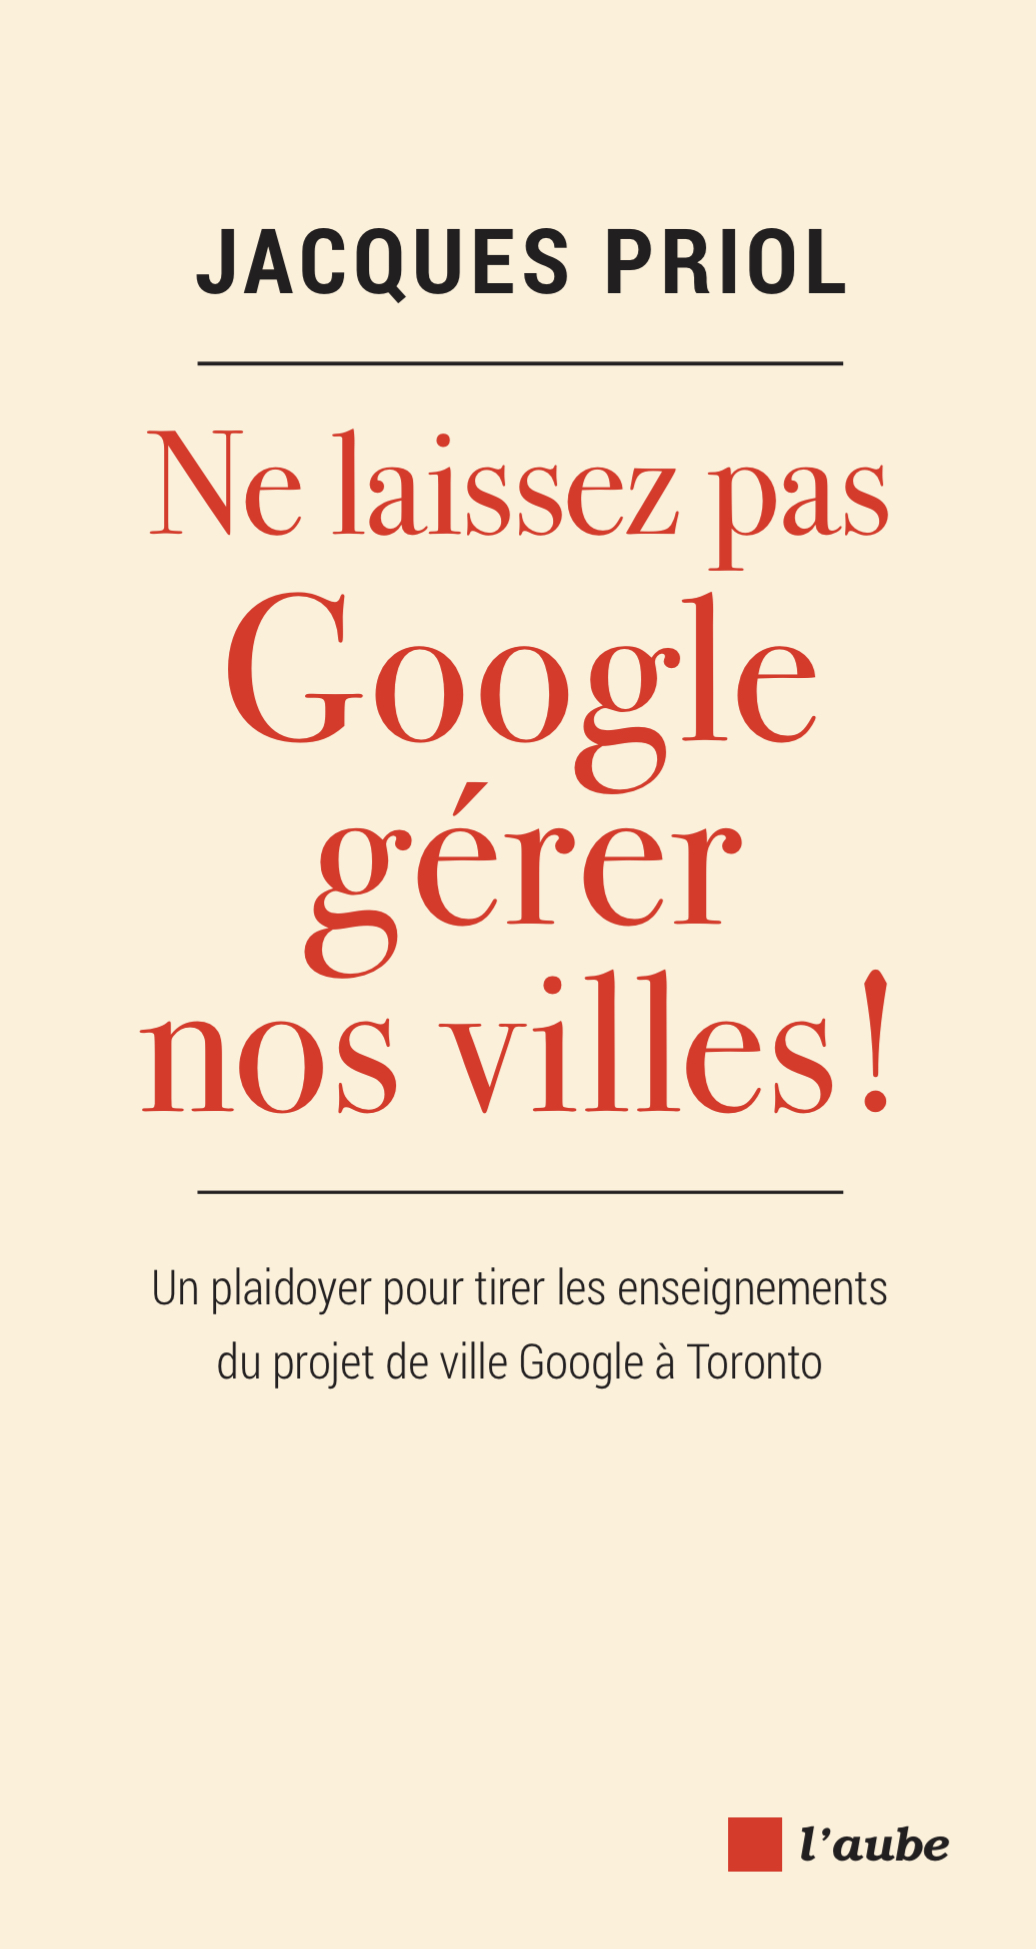 JACQUES PRIOL
Ne laissez pas
Google
gérer
nos villes !
Un plaidoyer pour tirer les enseignements
du projet de ville Google à Toronto
l’aube